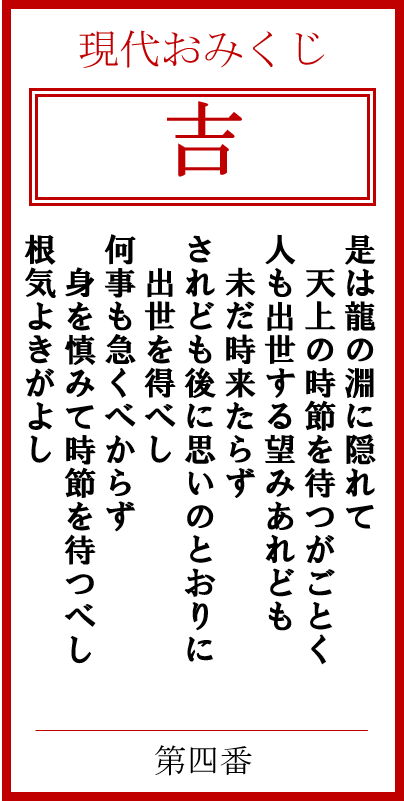 現代おみくじ
吉
是は龍の淵に隠れて
天上の時節を待つがごとく
人も出世する望みあれども
未だ時来たらず
されども後に思いのとおりに
出世を得べし
何事も急くべからず
身を慎みて時節を待つべし
根気よきがよし
第四番